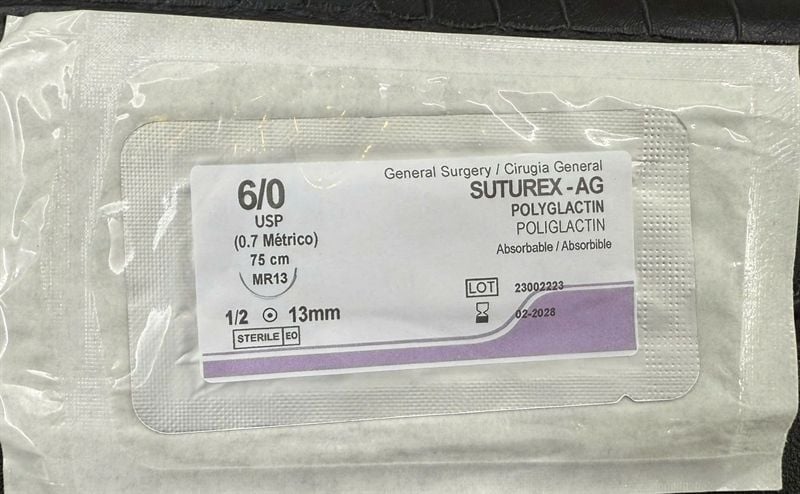 6/0
USP
(0.7 Métrico)
75 cm
MR13
1/2 13mm
STERILE EO
General Surgery / Cirugia General
SUTUREX - AG
POLYGLACTIN
POLIGLACTIN
Absorbable / Absorbible
LOT 23002223
02-2028